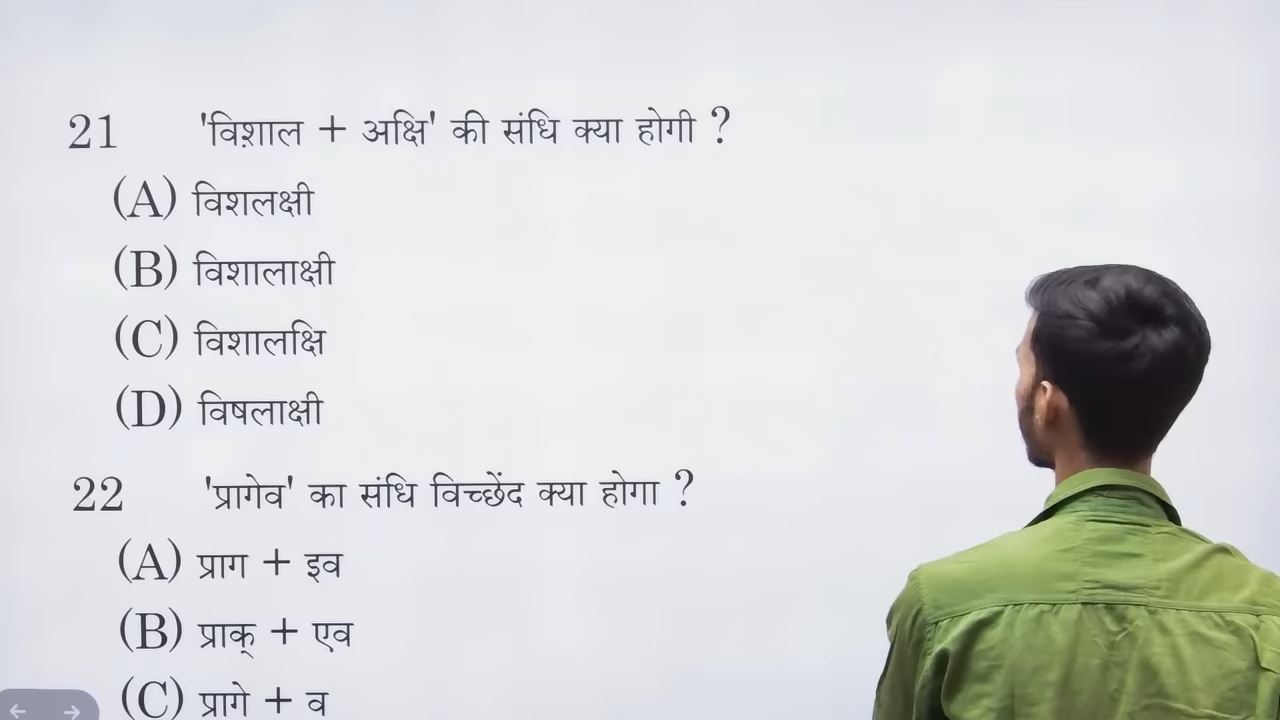 21 'विश़ाल + अक्षि' की संधि क्या होगी ?
(A) विशलक्षी
(B) विशालाक्षी
(C) विशालक्षि
(D) विषलाक्षी
22 'प्रागेव' का संधि विच्छेंद क्या होगा ?
(A) प्राग + इव
(B) प्राक् + एव
(C) प्रागे + व